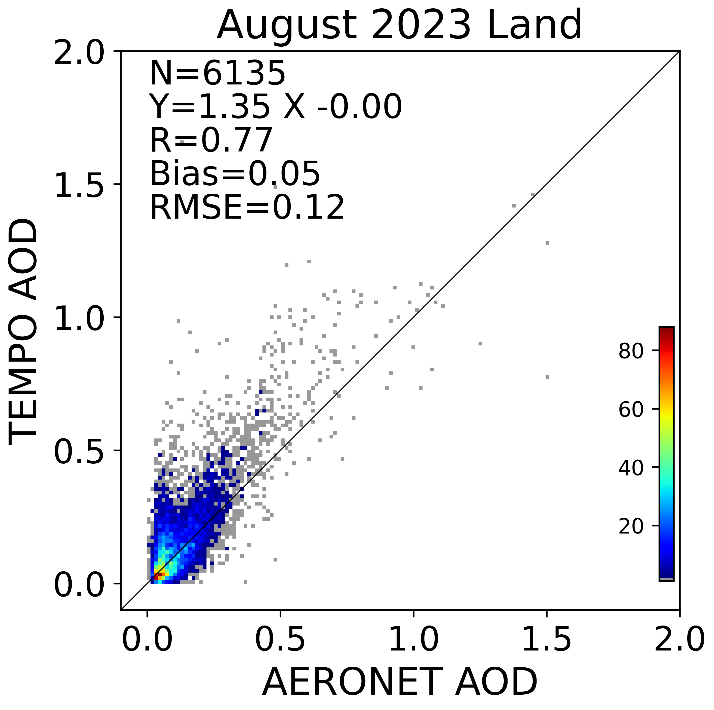 August 2023 Land
N=6135
Y=1.35 X -0.00
R=0.77
Bias=0.05
RMSE=0.12
2.0
1.5
1.0
0.5
0.0
TEMPO AOD
80
60
40
20
0.0 0.5 1.0 1.5 2.0
AERONET AOD